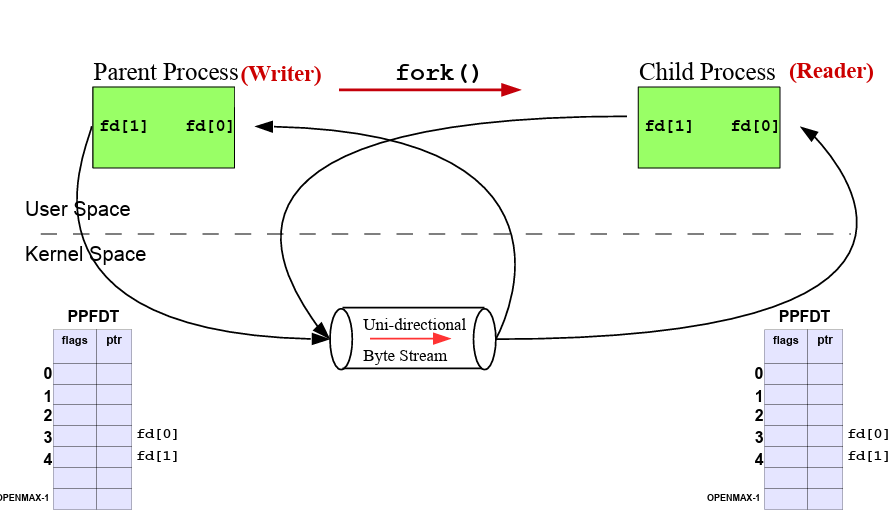 Parent Process (Writer)
fork()
Child Process (Reader)
fd[1] fd[0]
fd[1] fd[0]
User Space
Kernel Space
Uni-directional
Byte Stream
PPFDT
flags ptr
0
1
2
3 fd[0]
4 fd[1]
OPENMAX-1
PPFDT
flags ptr
0
1
2
3 fd[0]
4 fd[1]
OPENMAX-1